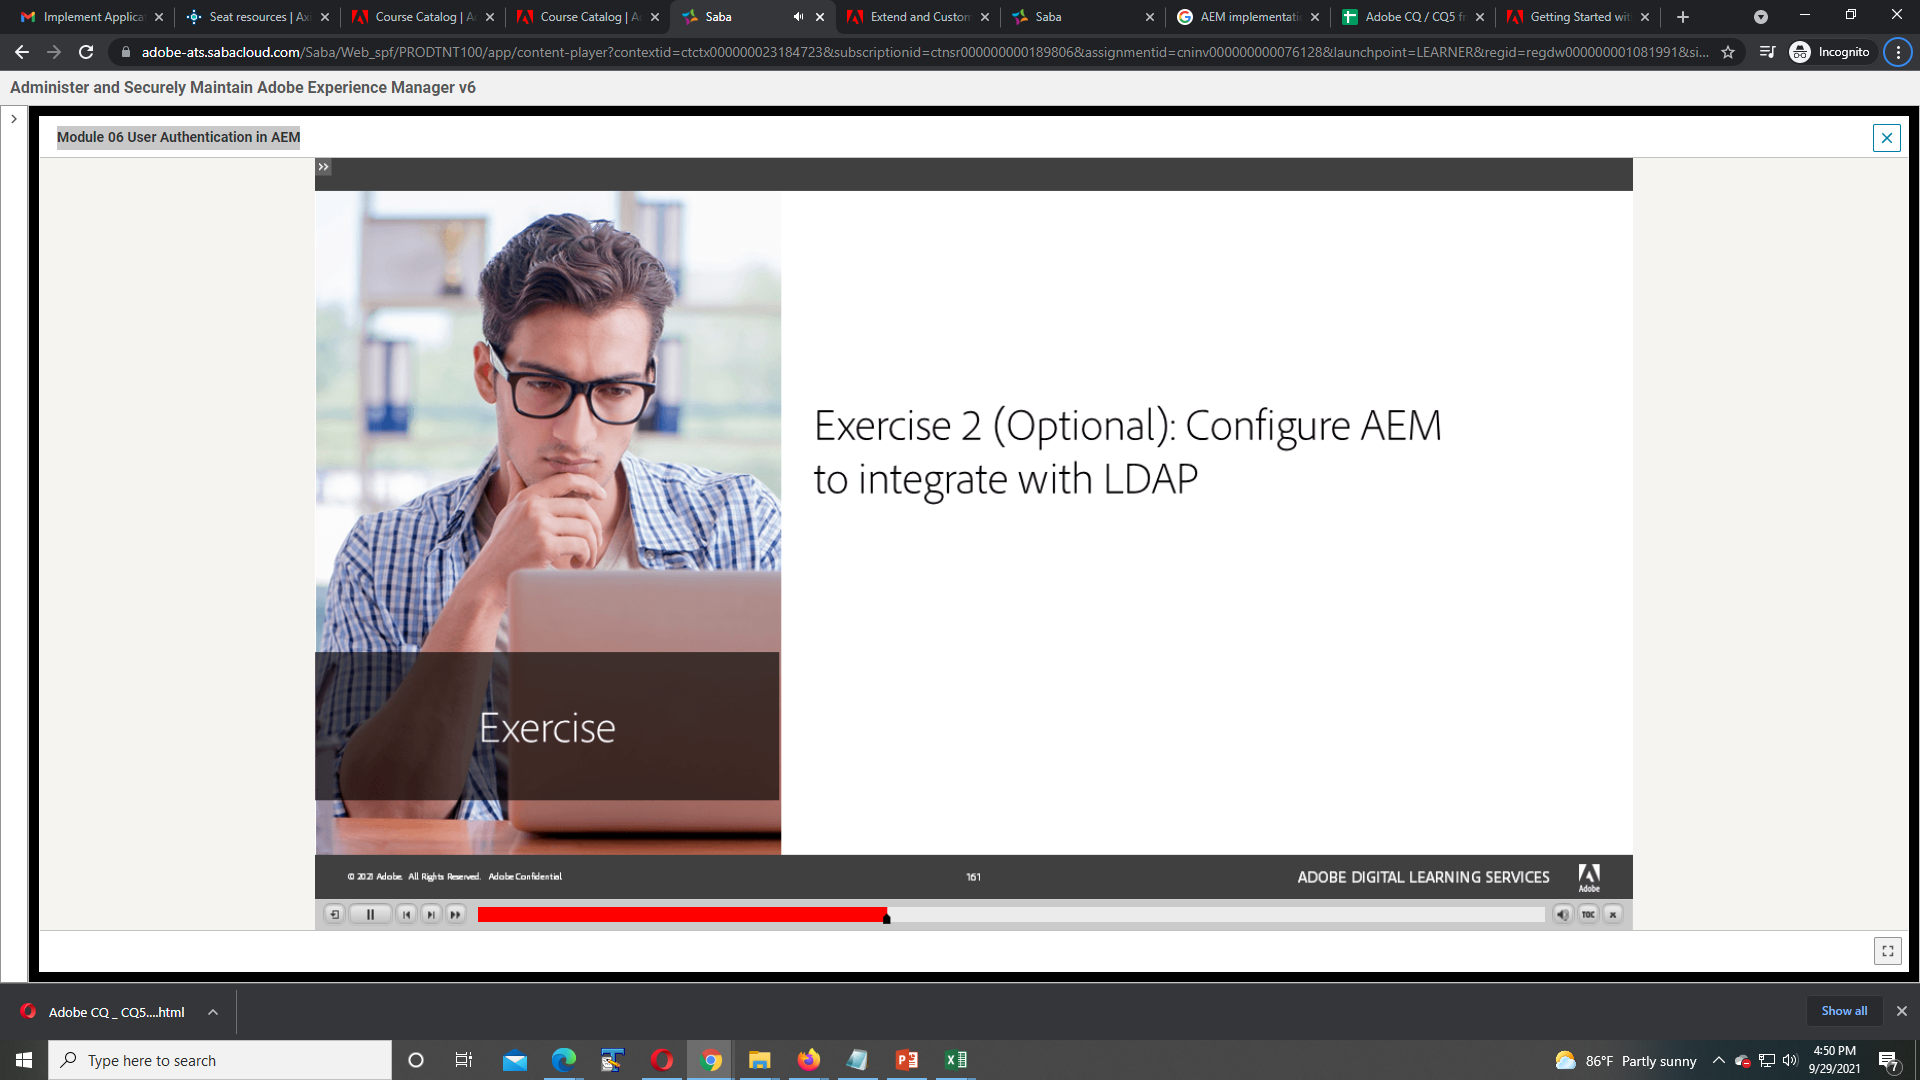 Implement Applica
Seat resources | Ax
Course Catalog | A
Course Catalog | A
Saba
Extend and Custom
Saba
AEM implementati
Adobe CQ / CQ5 fr
Getting Started wit
adobe-ats.sabacloud.com/Saba/Web_spf/PRODTNT100/app/content-player?contextid=ctctx000000023184723&subscriptionid=ctnsr000000000189806&assignmentid=cninv000000000076128&launchpoint=LEARNER&regid=regdw000000001081991&si...
Incognito
Administer and Securely Maintain Adobe Experience Manager v6
Module 06 User Authentication in AEM
Exercise 2 (Optional): Configure AEM
to integrate with LDAP
Exercise
© 2021 Adobe. All Rights Reserved. Adobe Confidential
161
ADOBE DIGITAL LEARNING SERVICES
Adobe
TOC
Adobe CQ _ CQ5....html
Show all
Type here to search
86°F Partly sunny
4:50 PM
9/29/2021
7